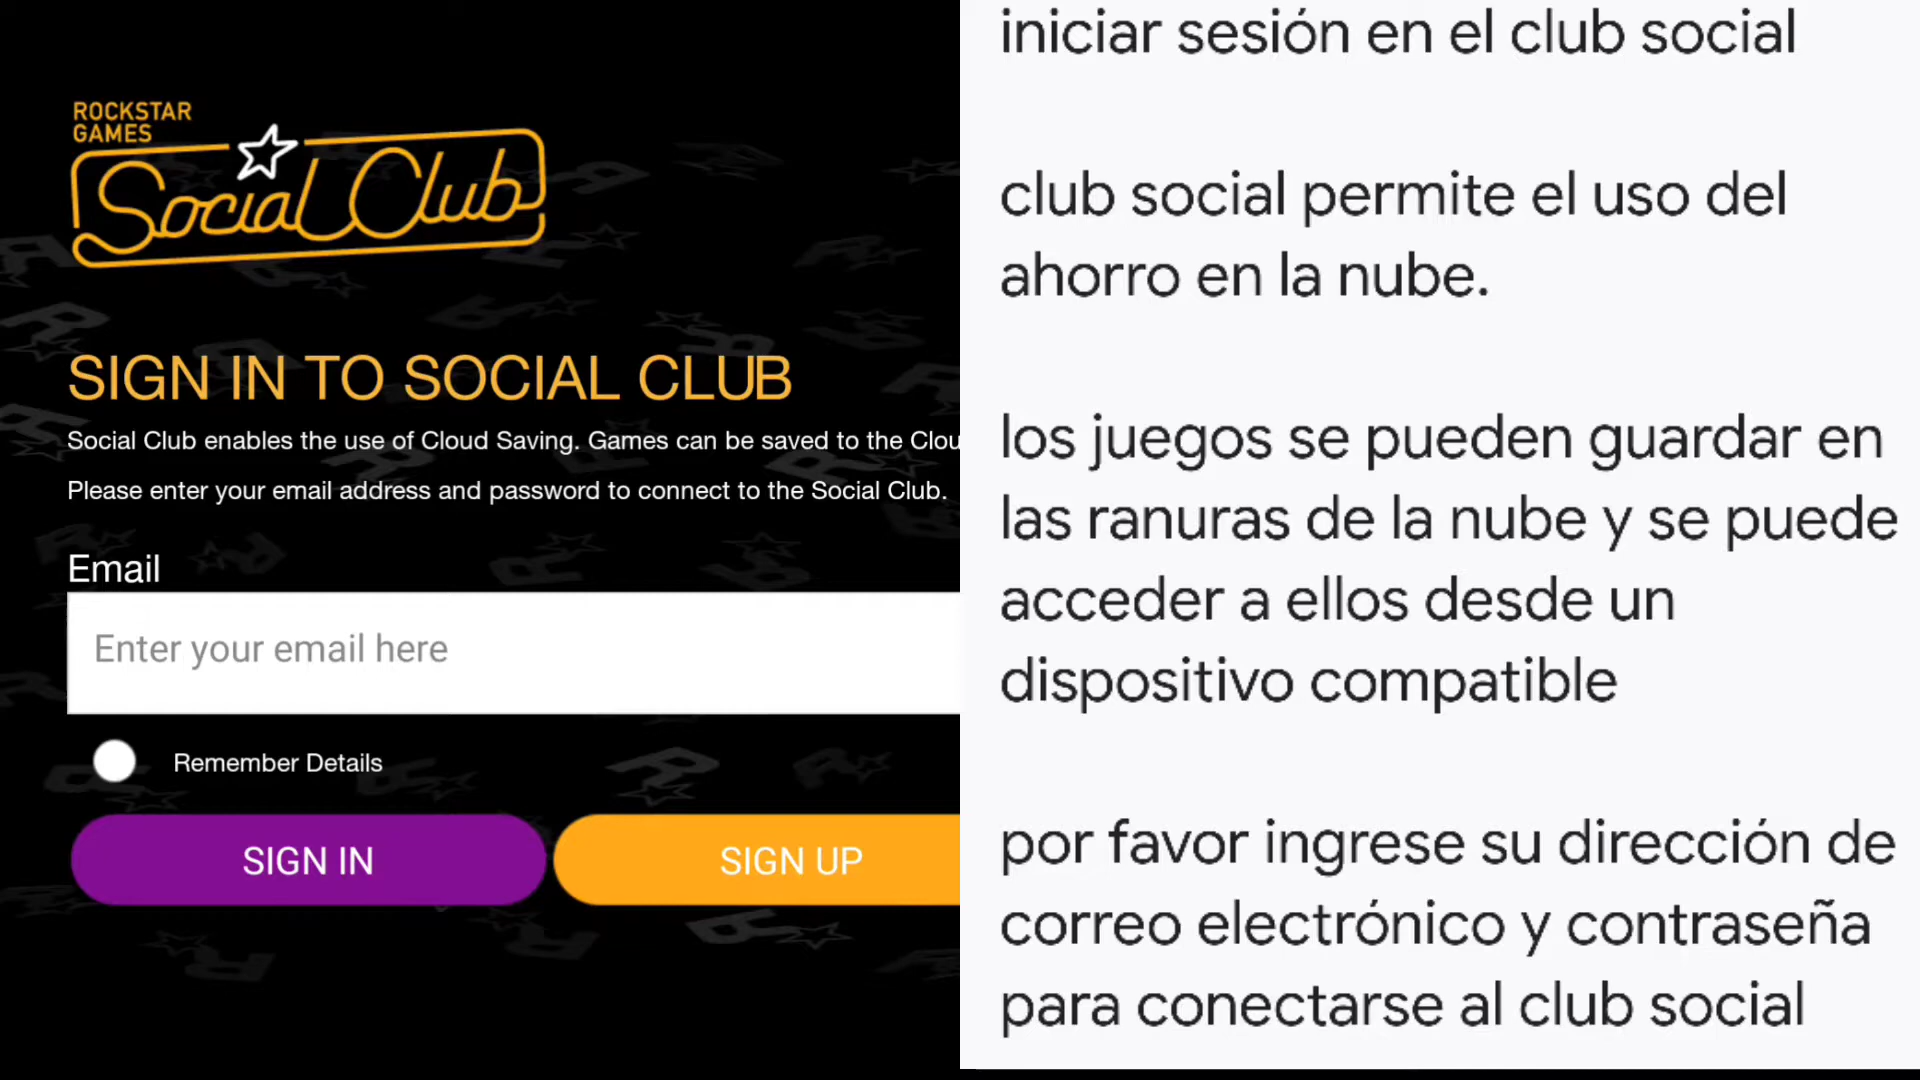 ROCKSTAR
GAMES
Social Club
SIGN IN TO SOCIAL CLUB
Social Club enables the use of Cloud Saving. Games can be saved to the
Please enter your email address and password to connect to the Social Club.
Email
Enter your email here
Remember Details
SIGN IN
SIGN UP
iniciar sesión en el club social
club social permite el uso del
ahorro en la nube.
los juegos se pueden guardar en
las ranuras de la nube y se puede
acceder a ellos desde un
dispositivo compatible
por favor ingrese su dirección de
correo electrónico y contraseña
para conectarse al club social